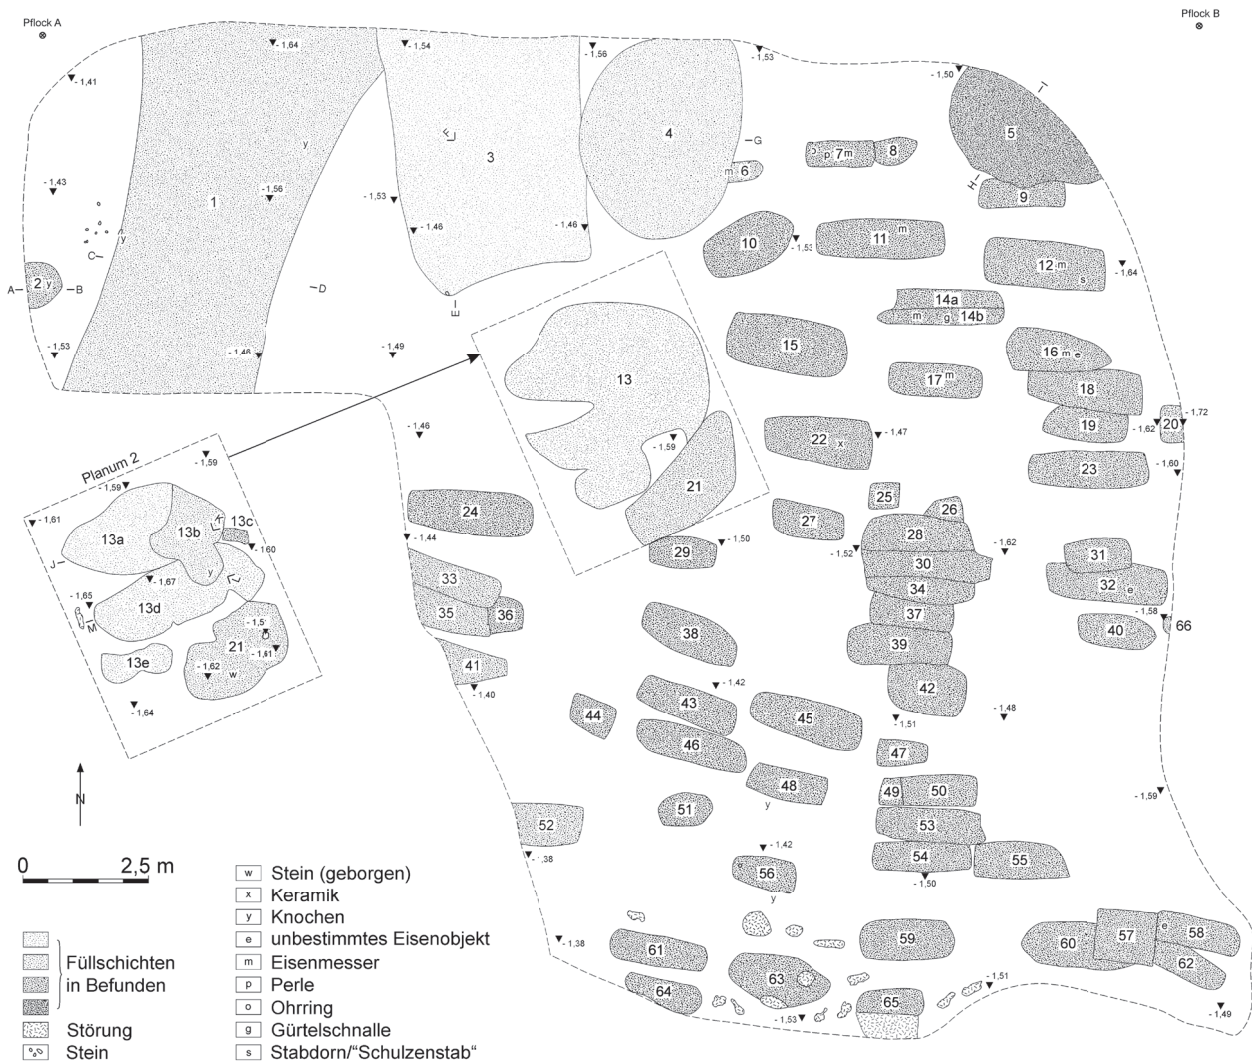 Pflock A
Pflock B
- 1,64
- 1,54
- 1,56
- 1,53
- 1,50
- 1,41
I
F
G
H
y
1
3
4
5
m 6
o p 7 m
8
9
- 1,43
- 1,56
- 1,53
- 1,46
- 1,46
y
C
A
2 y
B
D
E
10
- 1,53
11 m
12 m
s
- 1,64
14a
m g 14b
- 1,53
- 1,46
- 1,49
13
15
16 m e
17 m
18
19
- 1,62
20
- 1,72
- 1,46
- 1,59
22 x
- 1,47
23
- 1,60
21
Planum 2
- 1,59
- 1,59
- 1,61
13a
13b
K
13c
- 1,60
J
- 1,67
y
L
- 1,65
13d
M
13e
21
- 1,61
- 1,62
w
- 1,64
24
- 1,44
25
26
27
28
29
- 1,50
- 1,52
30
- 1,62
31
32
e
33
34
35
36
37
38
39
40
- 1,58
66
41
- 1,40
42
- 1,42
43
44
45
46
- 1,51
- 1,48
47
48
y
49
50
51
52
53
- 1,59
N
- 1,38
- 1,42
54
55
56
y
- 1,50
57
58
e
59
60
61
62
63
64
65
- 1,38
- 1,53
- 1,51
- 1,49
0 2,5 m
Füllschichten
in Befunden
Störung
Stein
w Stein (geborgen)
x Keramik
y Knochen
e unbestimmtes Eisenobjekt
m Eisenmesser
p Perle
o Ohrring
g Gürtelschnalle
s Stabdorn/“Schulzenstab“